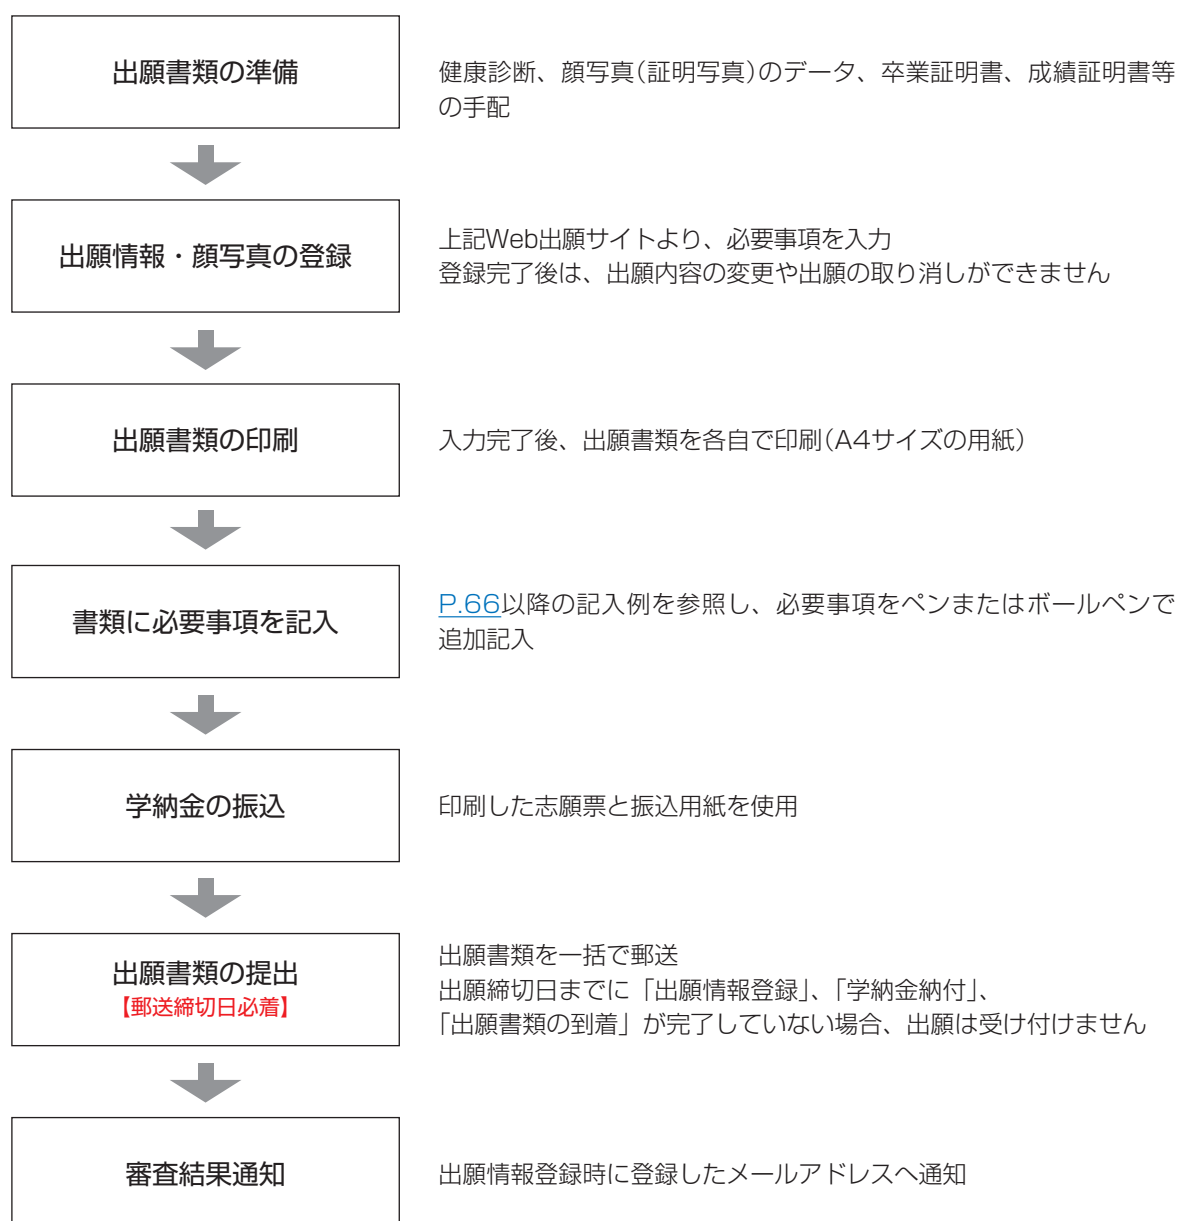 出願書類の準備
健康診断、顔写真(証明写真)のデータ、卒業証明書、成績証明書等
の手配
出願情報・顔写真の登録
上記Web出願サイトより、必要事項を入力
登録完了後は、出願内容の変更や出願の取り消しができません
出願書類の印刷
入力完了後、出願書類を各自で印刷(A4サイズの用紙)
書類に必要事項を記入
P.66以降の記入例を参照し、必要事項をペンまたはボールペンで
追加記入
学納金の振込
印刷した志願票と振込用紙を使用
出願書類の提出
【郵送締切日必着】
出願書類を一括で郵送
出願締切日までに「出願情報登録」、「学納金納付」、
「出願書類の到着」が完了していない場合、出願は受け付けません
審査結果通知
出願情報登録時に登録したメールアドレスへ通知